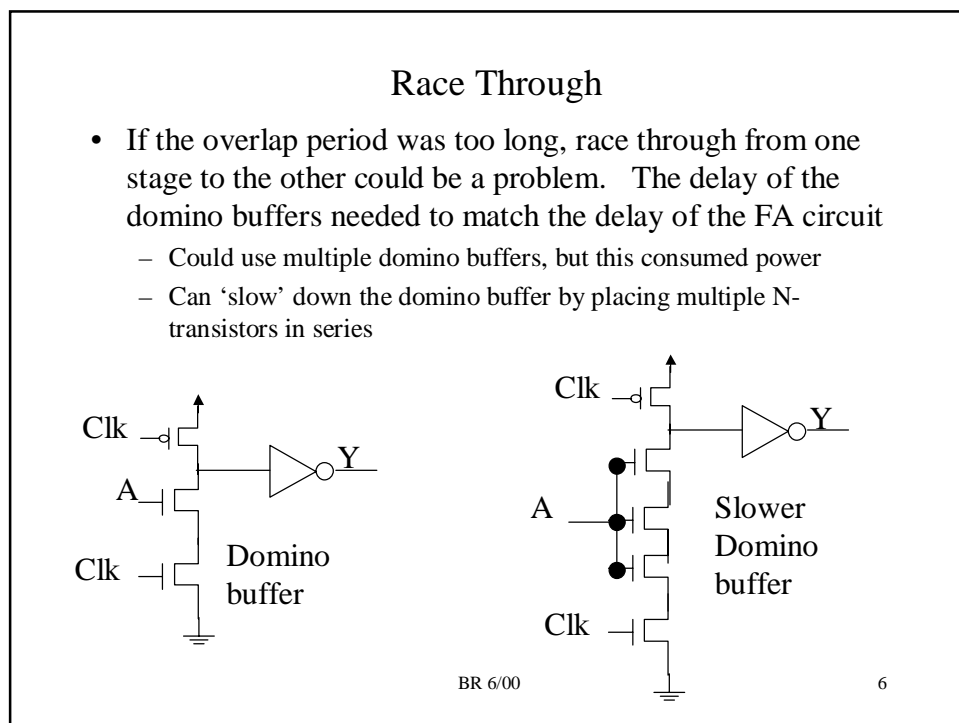 Race Through
• If the overlap period was too long, race through from one
stage to the other could be a problem. The delay of the
domino buffers needed to match the delay of the FA circuit
– Could use multiple domino buffers, but this consumed power
– Can ‘slow’ down the domino buffer by placing multiple N-
transistors in series
Clk
Y
A
Clk
Domino
buffer
Clk
Y
A
Slower
Domino
buffer
Clk
BR 6/00
6